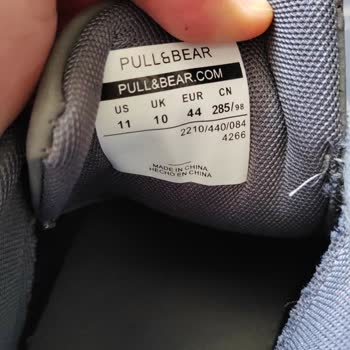 PULL&BEAR
PULL&BEAR.COM
US UK EUR CN
11 10 44 285/98
2210/440/084
4266
MADE IN CHINA
HECHO EN CHINA